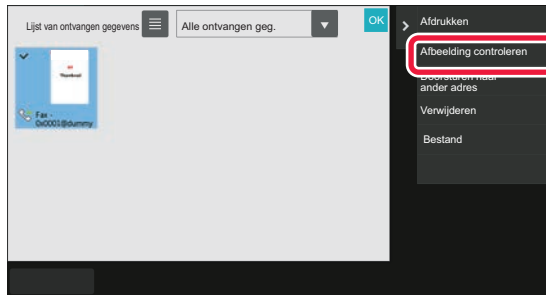 Lijst van ontvangen gegevens
Alle ontvangen geg.
OK
Thumbnail
Fax -
0x0001@dummy
Afdrukken
Afbeelding controleren
Doorsturen naar
ander adres
Verwijderen
Bestand